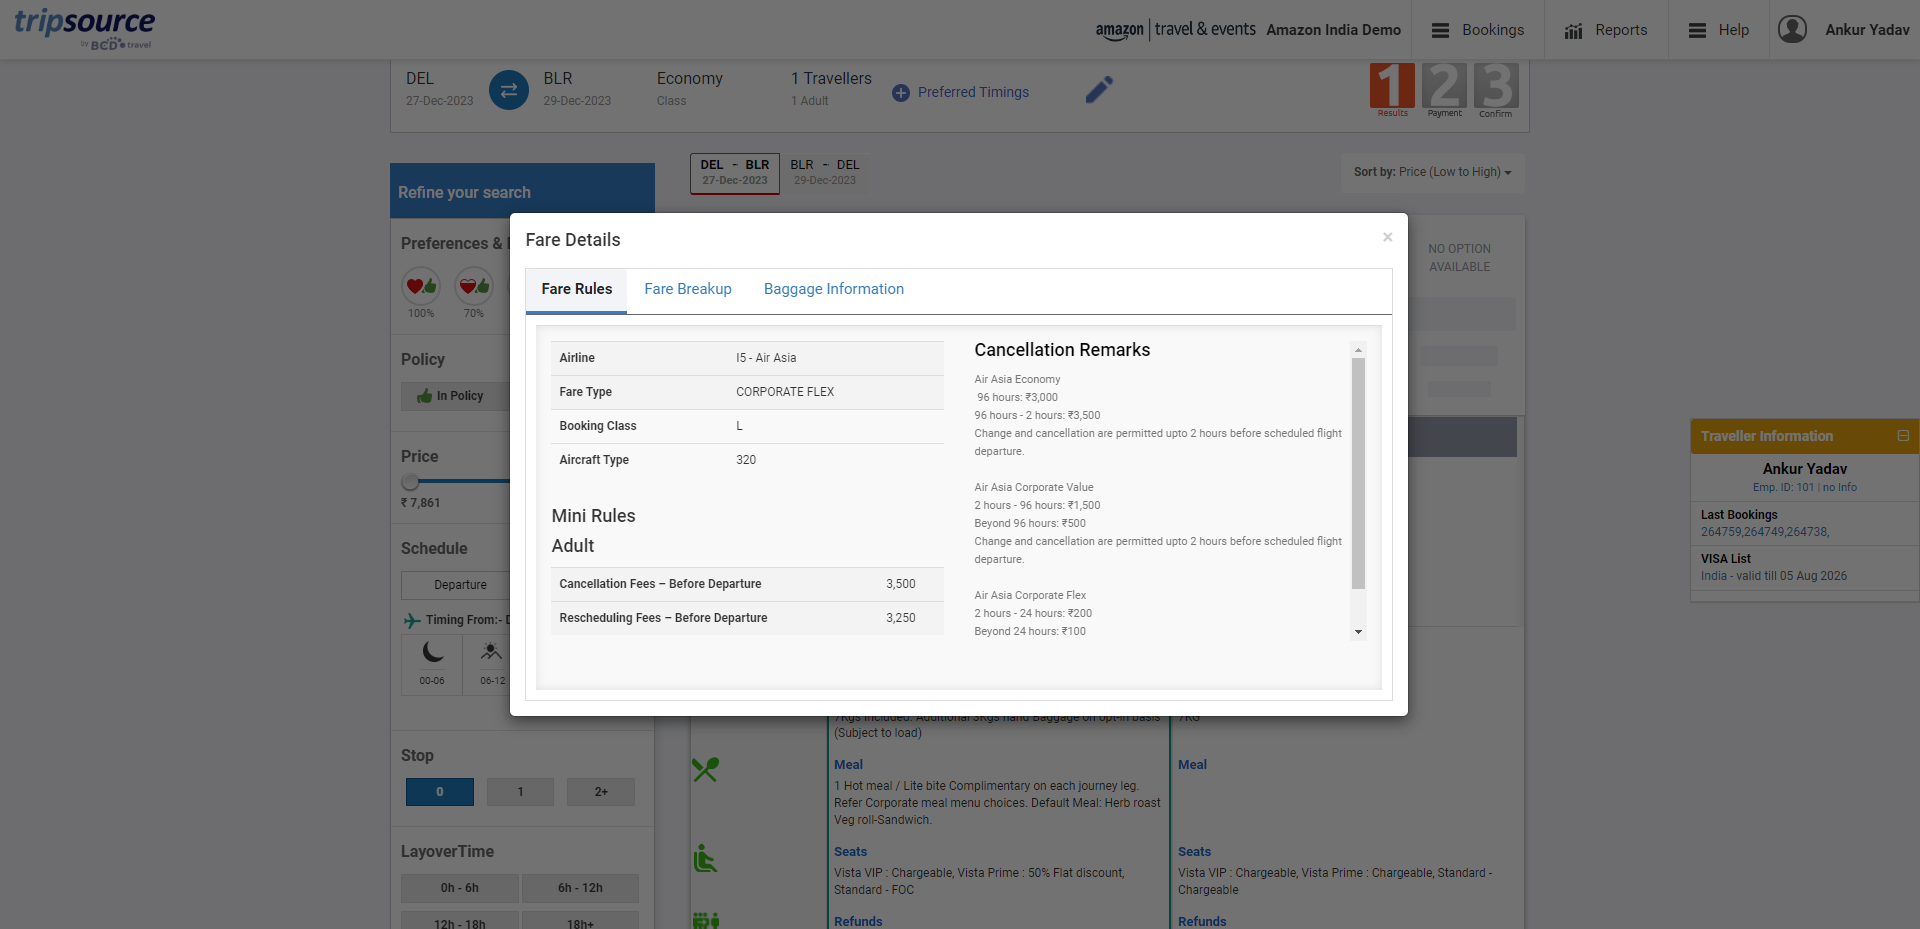 tripsource
by BCD travel
amazon travel & events
Amazon India Demo
Bookings
Reports
Help
Ankur Yadav
DEL
27-Dec-2023
BLR
29-Dec-2023
Economy
Class
1 Travellers
1 Adult
Preferred Timings
1 2 3
Results Payment Confirm
DEL - BLR
27-Dec-2023
BLR - DEL
29-Dec-2023
Sort by: Price (Low to High)
Refine your search
Preferences &
100% 70%
Policy
In Policy
Price
₹ 7,861
Schedule
Departure
Timing From:-
00-06 06-12
Stop
0 1 2+
LayoverTime
0h - 6h 6h - 12h
12h - 18h 18h+
Fare Details ×
Fare Rules Fare Breakup Baggage Information
Airline I5 - Air Asia
Fare Type CORPORATE FLEX
Booking Class L
Aircraft Type 320
Mini Rules
Adult
Cancellation Fees – Before Departure 3,500
Rescheduling Fees – Before Departure 3,250
Cancellation Remarks
Air Asia Economy
96 hours: ₹3,000
96 hours - 2 hours: ₹3,500
Change and cancellation are permitted upto 2 hours before scheduled flight
departure.
Air Asia Corporate Value
2 hours - 96 hours: ₹1,500
Beyond 96 hours: ₹500
Change and cancellation are permitted upto 2 hours before scheduled flight
departure.
Air Asia Corporate Flex
2 hours - 24 hours: ₹200
Beyond 24 hours: ₹100
NO OPTION
AVAILABLE
7Kgs included. Additional 3Kgs hand Baggage on opt-in basis
(Subject to load)
7KG
Meal
1 Hot meal / Lite bite Complimentary on each journey leg.
Refer Corporate meal menu choices. Default Meal: Herb roast
Veg roll-Sandwich.
Meal
Seats
Vista VIP : Chargeable, Vista Prime : 50% Flat discount,
Standard - FOC
Seats
Vista VIP : Chargeable, Vista Prime : Chargeable, Standard -
Chargeable
Refunds
Refunds
Traveller Information
Ankur Yadav
Emp. ID: 101 | no Info
Last Bookings
264759,264749,264738,
VISA List
India - valid till 05 Aug 2026